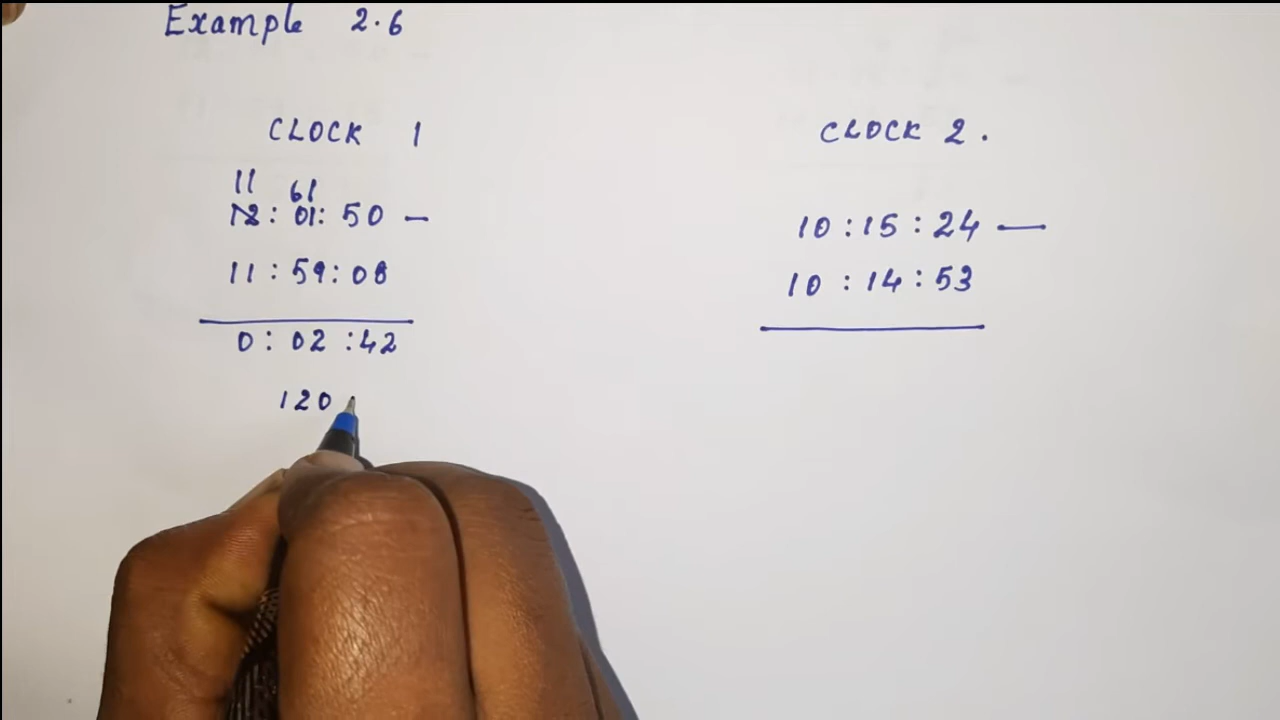 Example 2.6
CLOCK 1
11 61
12: 01: 50 —
11 : 59: 08
0: 02 :42
120
CLOCK 2.
10 :15 : 24 —
10 : 14 : 53